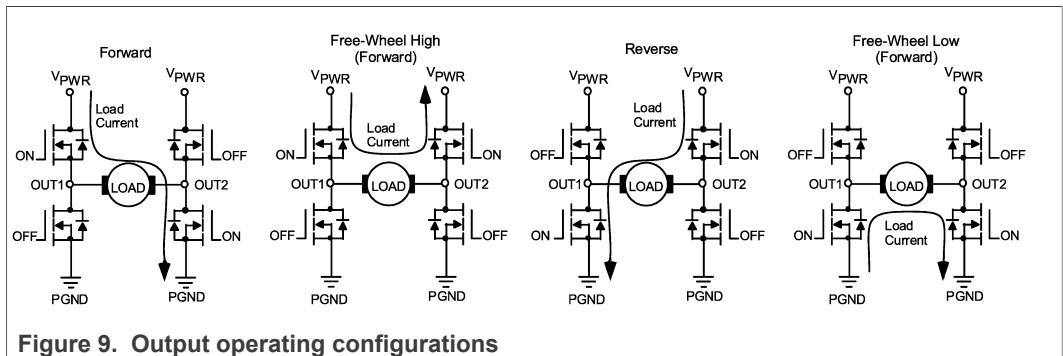 Forward
VPWR
VPWR
Load
Current
ON
OFF
OUT1
LOAD
OUT2
OFF
ON
PGND
PGND
Free-Wheel High
(Forward)
VPWR
VPWR
Load
Current
ON
ON
OUT1
LOAD
OUT2
OFF
OFF
PGND
PGND
Reverse
VPWR
VPWR
Load
Current
OFF
ON
OUT1
LOAD
OUT2
ON
OFF
PGND
PGND
Free-Wheel Low
(Forward)
VPWR
VPWR
OFF
OFF
OUT1
LOAD
OUT2
ON
Load
Current
ON
PGND
PGND
Figure 9. Output operating configurations